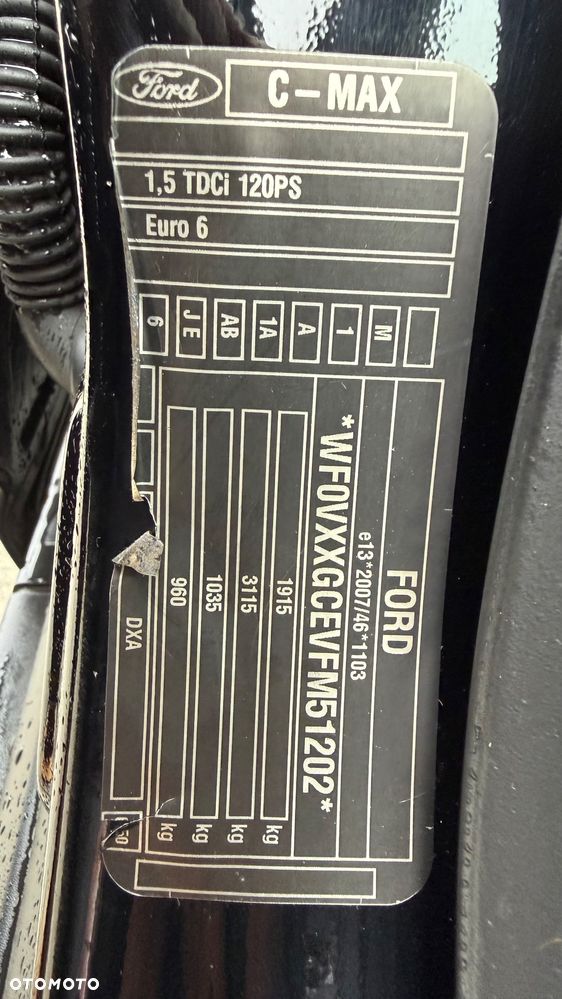 Ford
C-MAX
1,5 TDCi 120PS
Euro 6
M
1
A
1A
AB
JE
6
FORD
e13*2007/46*1103
*WF0VXXGCEVFM51202*
1915 kg
3115 kg
1035 kg
960 kg
DXA
OTOMOTO